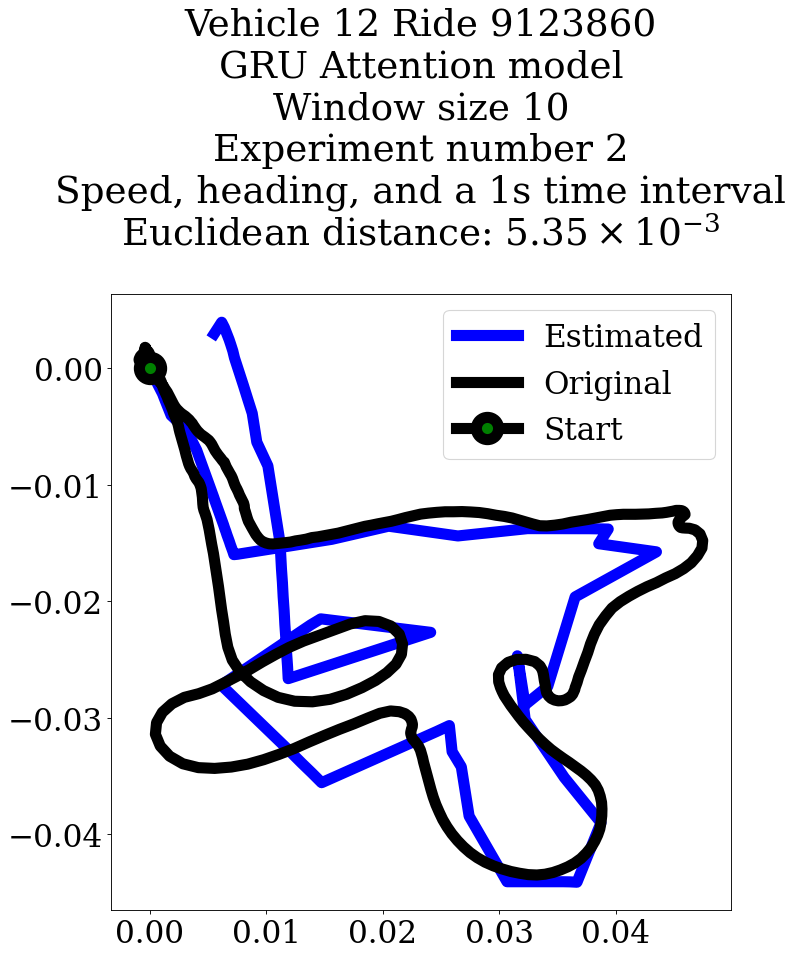 Vehicle 12 Ride 9123860
GRU Attention model
Window size 10
Experiment number 2
Speed, heading, and a 1s time interval
Euclidean distance: 5.35 × 10⁻³
Estimated
Original
Start
0.00
−0.01
−0.02
−0.03
−0.04
0.00 0.01 0.02 0.03 0.04